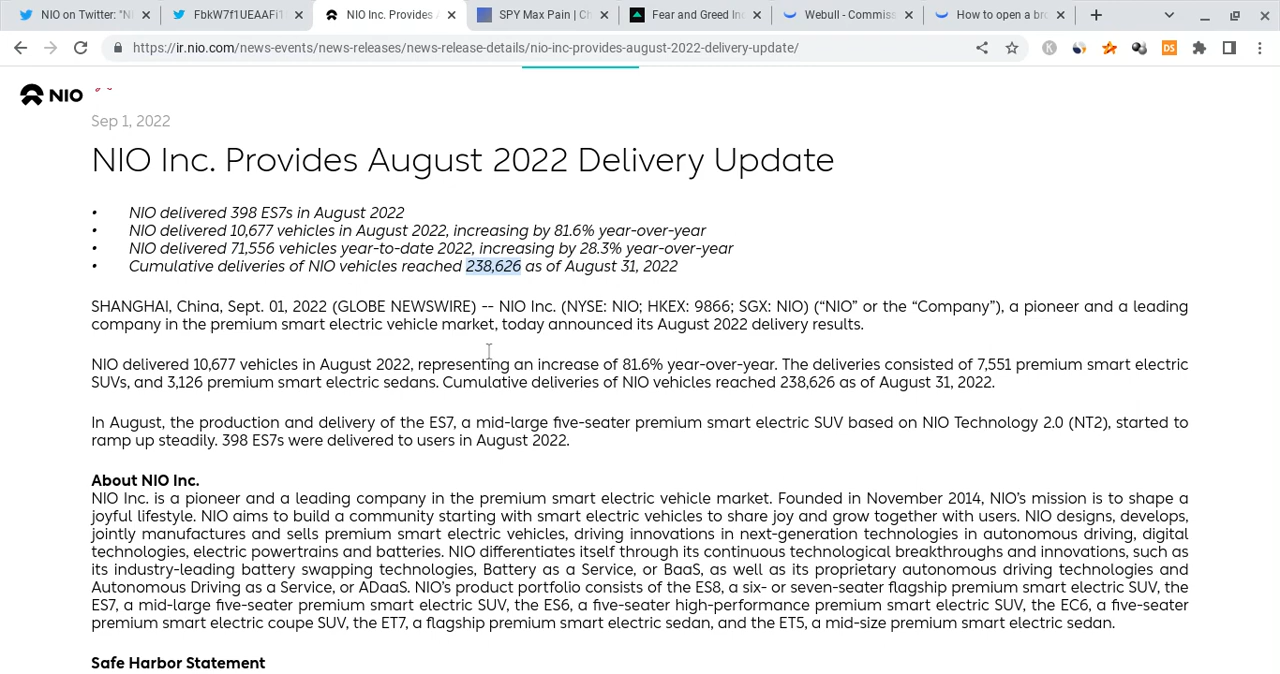 NIO on Twitter: "Ni
FbkW7f1UEAAFi1
NIO Inc. Provides A
SPY Max Pain | Ch
Fear and Greed Ind
Webull - Commiss
How to open a bro
https://ir.nio.com/news-events/news-releases/news-release-details/nio-inc-provides-august-2022-delivery-update/
K
DS
NIO
Sep 1, 2022
NIO Inc. Provides August 2022 Delivery Update
• NIO delivered 398 ES7s in August 2022
• NIO delivered 10,677 vehicles in August 2022, increasing by 81.6% year-over-year
• NIO delivered 71,556 vehicles year-to-date 2022, increasing by 28.3% year-over-year
• Cumulative deliveries of NIO vehicles reached 238,626 as of August 31, 2022
SHANGHAI, China, Sept. 01, 2022 (GLOBE NEWSWIRE) -- NIO Inc. (NYSE: NIO; HKEX: 9866; SGX: NIO) (“NIO” or the “Company”), a pioneer and a leading
company in the premium smart electric vehicle market, today announced its August 2022 delivery results.
NIO delivered 10,677 vehicles in August 2022, representing an increase of 81.6% year-over-year. The deliveries consisted of 7,551 premium smart electric
SUVs, and 3,126 premium smart electric sedans. Cumulative deliveries of NIO vehicles reached 238,626 as of August 31, 2022.
In August, the production and delivery of the ES7, a mid-large five-seater premium smart electric SUV based on NIO Technology 2.0 (NT2), started to
ramp up steadily. 398 ES7s were delivered to users in August 2022.
About NIO Inc.
NIO Inc. is a pioneer and a leading company in the premium smart electric vehicle market. Founded in November 2014, NIO’s mission is to shape a
joyful lifestyle. NIO aims to build a community starting with smart electric vehicles to share joy and grow together with users. NIO designs, develops,
jointly manufactures and sells premium smart electric vehicles, driving innovations in next-generation technologies in autonomous driving, digital
technologies, electric powertrains and batteries. NIO differentiates itself through its continuous technological breakthroughs and innovations, such as
its industry-leading battery swapping technologies, Battery as a Service, or BaaS, as well as its proprietary autonomous driving technologies and
Autonomous Driving as a Service, or ADaaS. NIO’s product portfolio consists of the ES8, a six- or seven-seater flagship premium smart electric SUV, the
ES7, a mid-large five-seater premium smart electric SUV, the ES6, a five-seater high-performance premium smart electric SUV, the EC6, a five-seater
premium smart electric coupe SUV, the ET7, a flagship premium smart electric sedan, and the ET5, a mid-size premium smart electric sedan.
Safe Harbor Statement